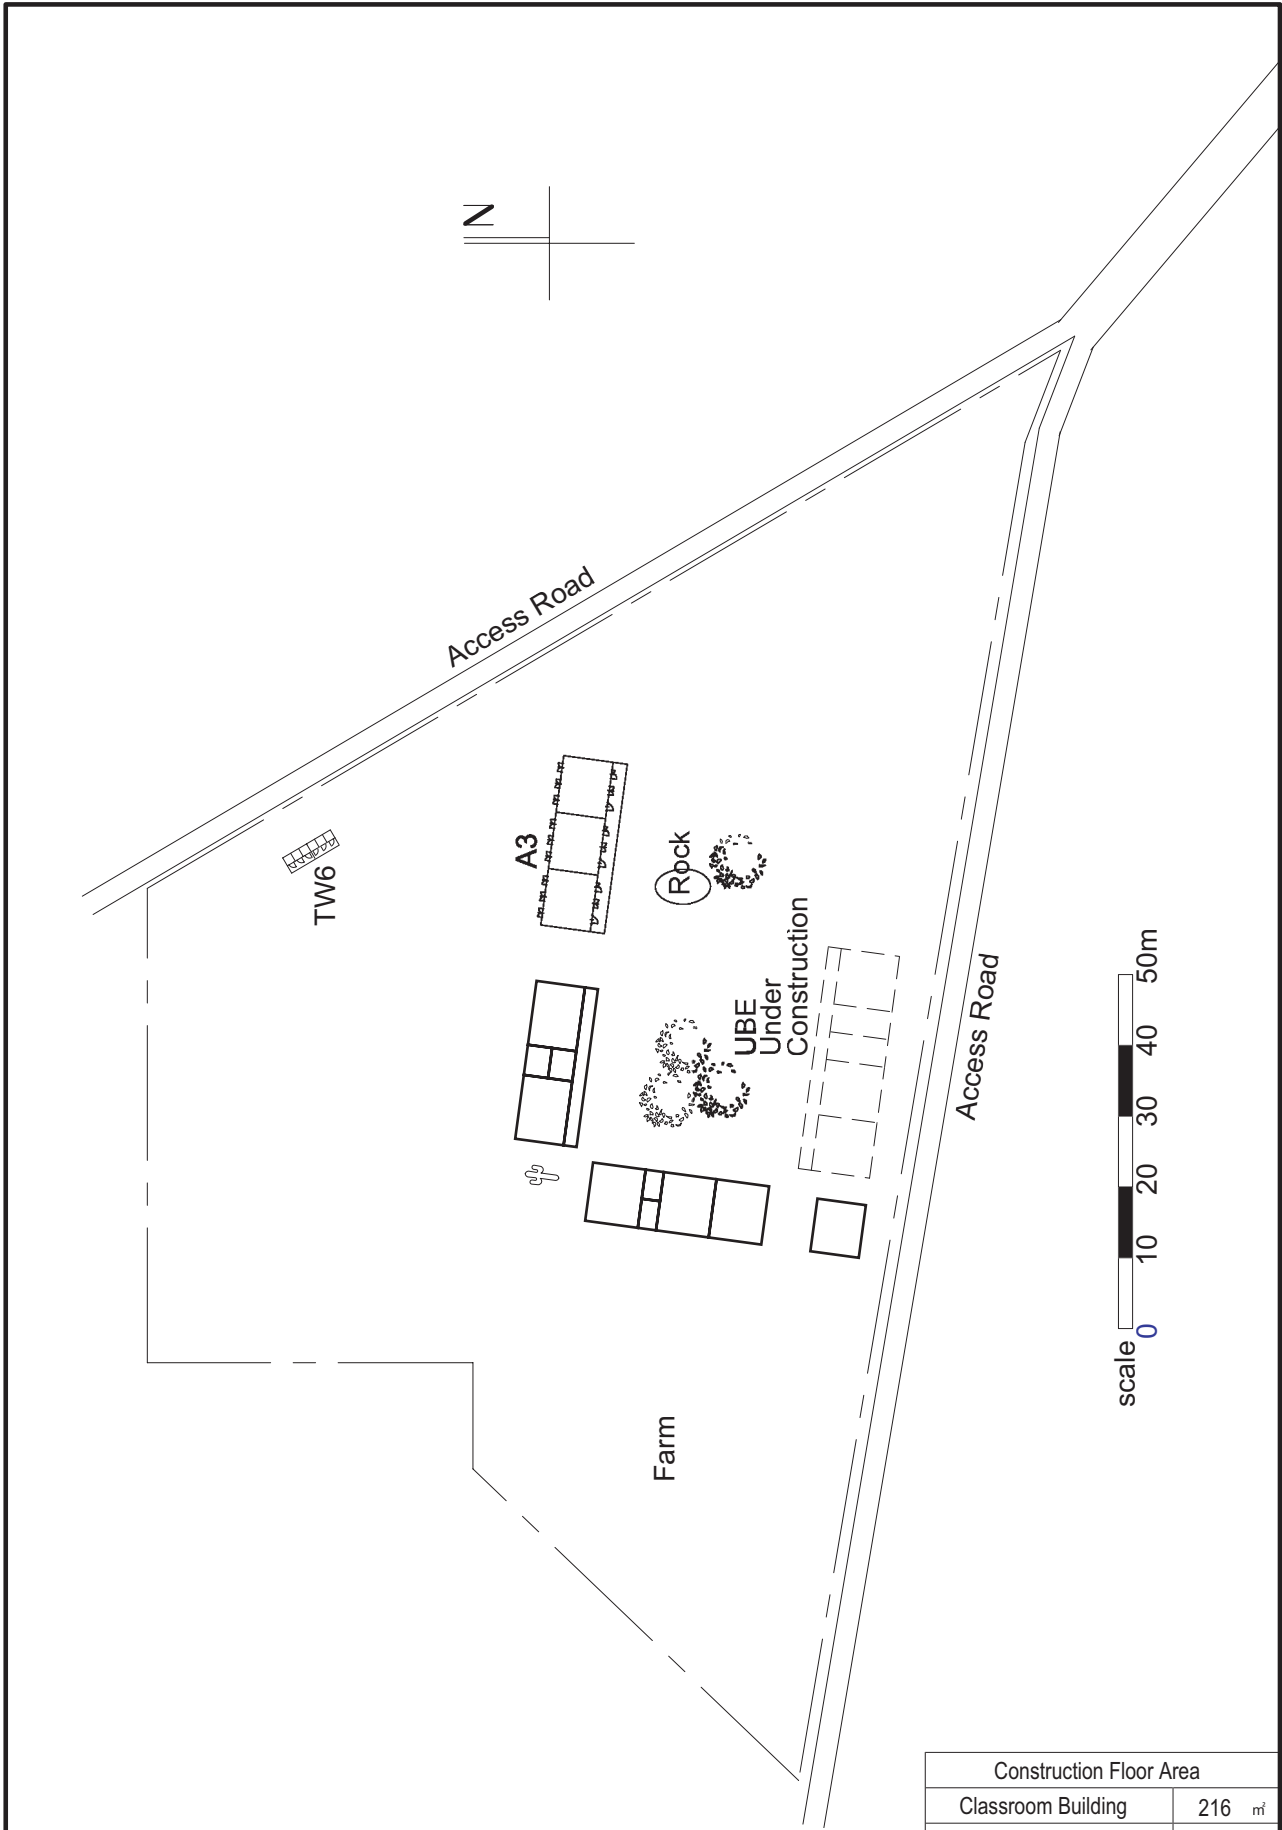 N
Access Road
TW6
A3
Rock
UBE
Under
Construction
Access Road
Farm
scale
0 10 20 30 40 50m
Construction Floor Area
Classroom Building 216 ㎡